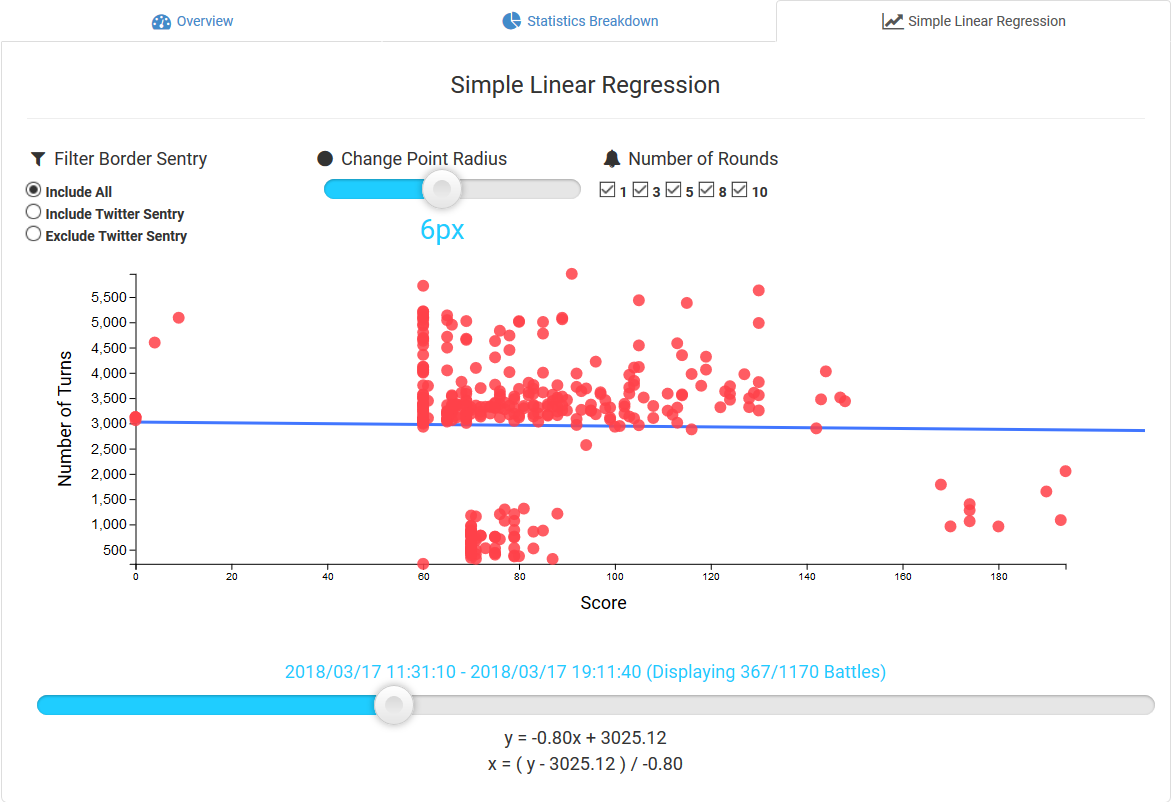 Overview Statistics Breakdown Simple Linear Regression
Simple Linear Regression
Filter Border Sentry Change Point Radius Number of Rounds
Include All 1 3 5 8 10
Include Twitter Sentry
Exclude Twitter Sentry
6px
5,500
5,000
4,500
4,000
3,500
3,000
2,500
2,000
1,500
1,000
500
Number of Turns
0 20 40 60 80 100 120 140 160 180
Score
2018/03/17 11:31:10 - 2018/03/17 19:11:40 (Displaying 367/1170 Battles)
y = -0.80x + 3025.12
x = ( y - 3025.12 ) / -0.80